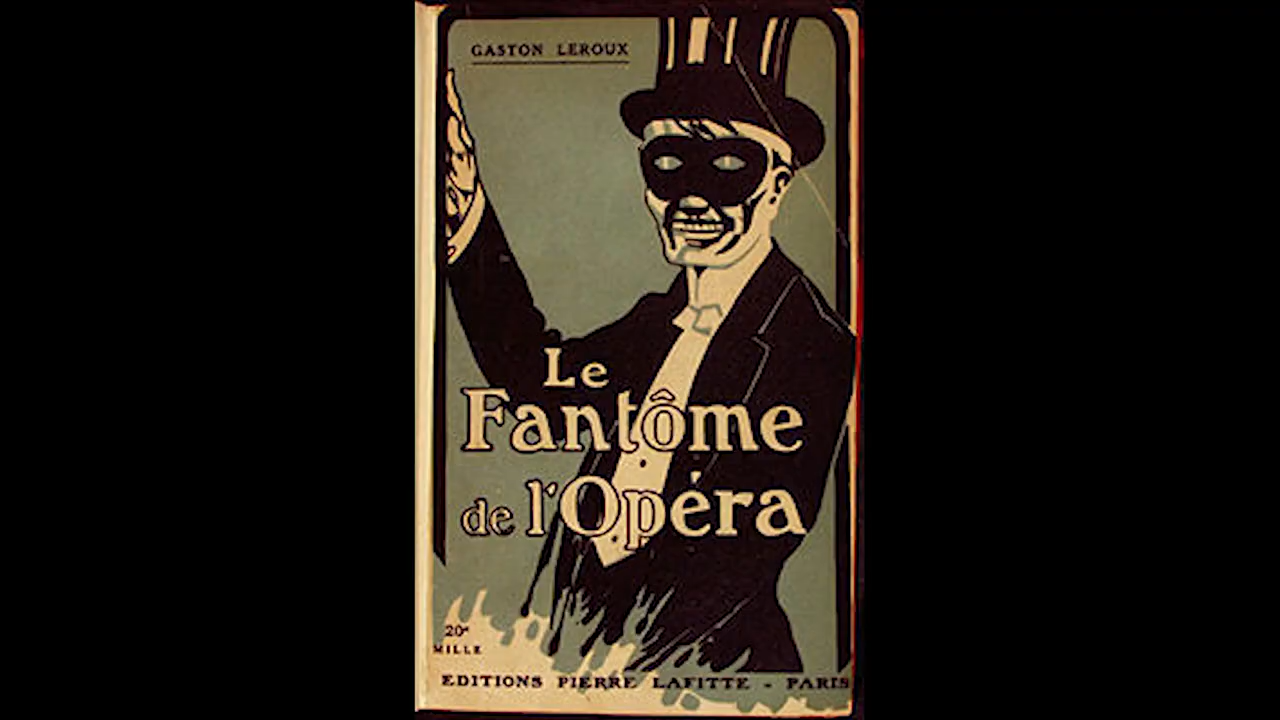 GASTON LEROUX
Le
Fantôme
de l'Opéra
20e
MILLE
EDITIONS PIERRE LAFITTE - PARIS